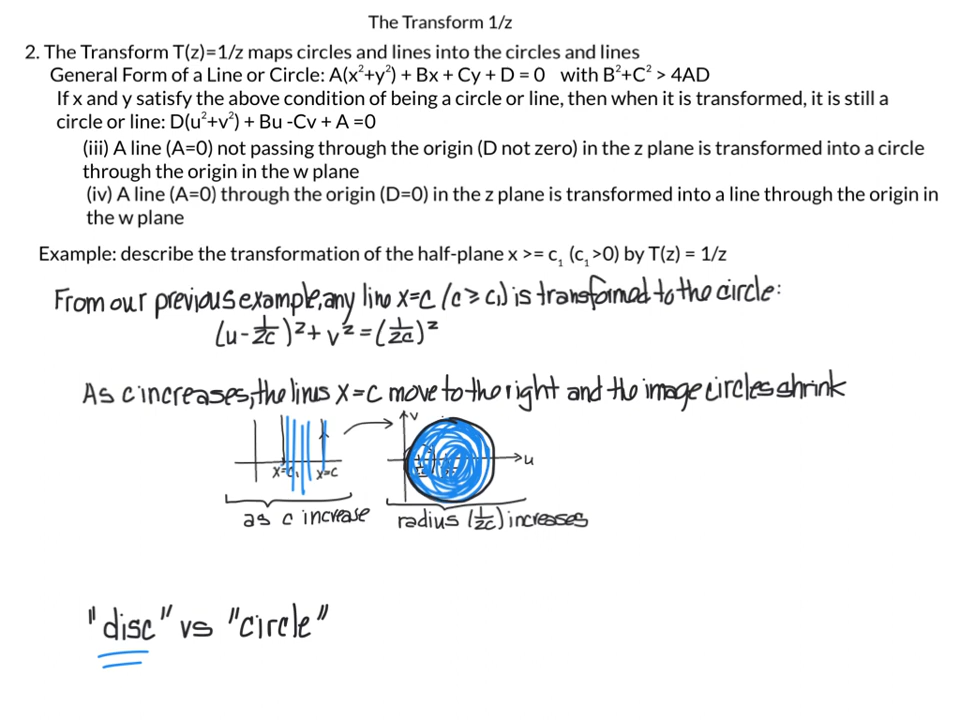 The Transform 1/z
2. The Transform T(z)=1/z maps circles and lines into the circles and lines
General Form of a Line or Circle: A(x²+y²) + Bx + Cy + D = 0 with B²+C² > 4AD
If x and y satisfy the above condition of being a circle or line, then when it is transformed, it is still a
circle or line: D(u²+v²) + Bu -Cv + A =0
(iii) A line (A=0) not passing through the origin (D not zero) in the z plane is transformed into a circle
through the origin in the w plane
(iv) A line (A=0) through the origin (D=0) in the z plane is transformed into a line through the origin in
the w plane
Example: describe the transformation of the half-plane x >= c₁ (c₁ >0) by T(z) = 1/z
From our previous example, any line x=c (c≥c₁) is transformed to the circle:
(u-1/2c)²+v²=(1/2c)²
As c increases, the lines x=c move to the right and the image circles shrink
v
u
x=c₁ x=c
as c increase radius (1/2c) increases
"disc" vs "circle"